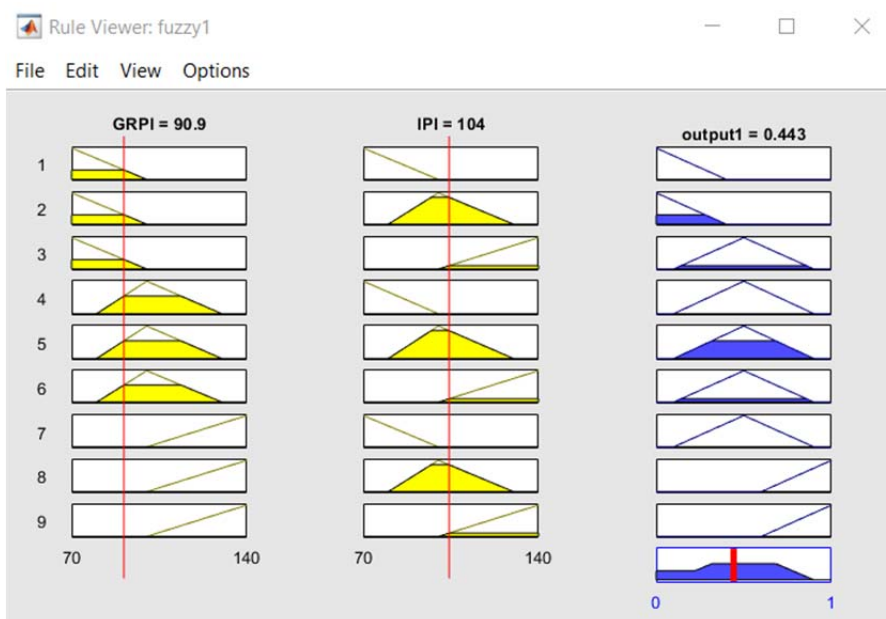 Rule Viewer: fuzzy1
File Edit View Options
GRPI = 90.9 IPI = 104 output1 = 0.443
1
2
3
4
5
6
7
8
9
70 140 70 140
0 1